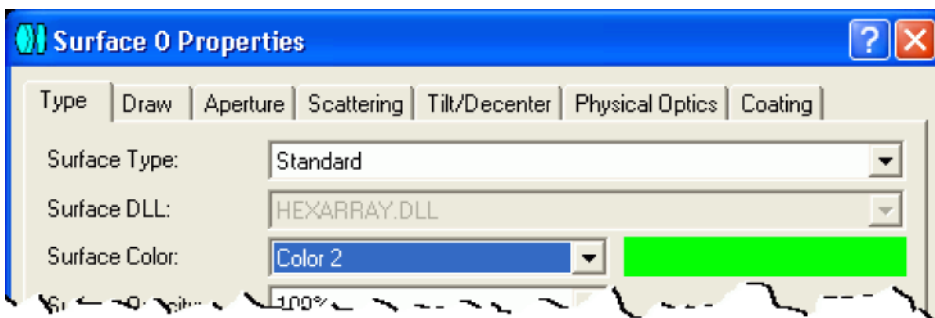 Surface 0 Properties
Type Draw Aperture Scattering Tilt/Decenter Physical Optics Coating
Surface Type: Standard
Surface DLL: HEXARRAY.DLL
Surface Color: Color 2
100%